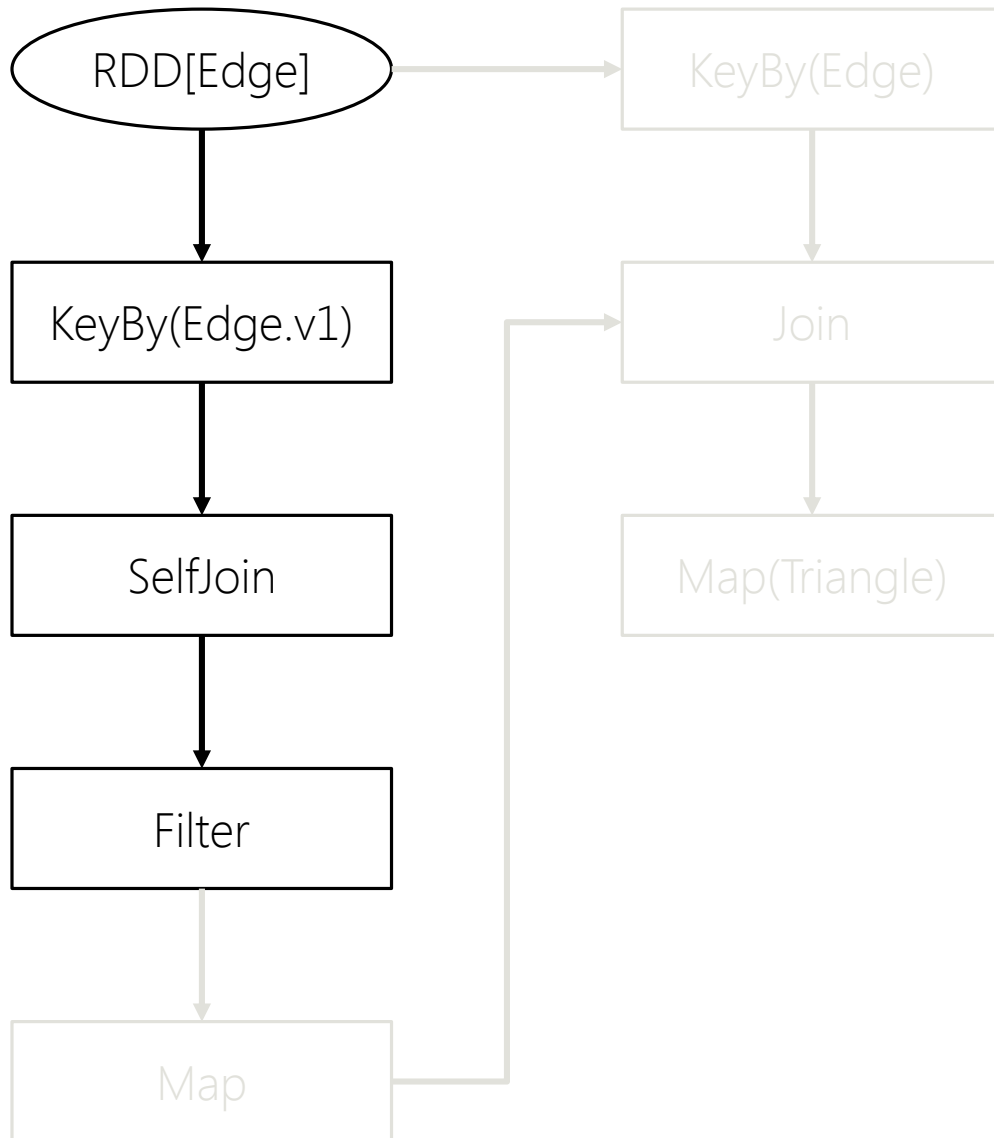 RDD[Edge]
KeyBy(Edge)
KeyBy(Edge.v1)
Join
SelfJoin
Map(Triangle)
Filter
Map